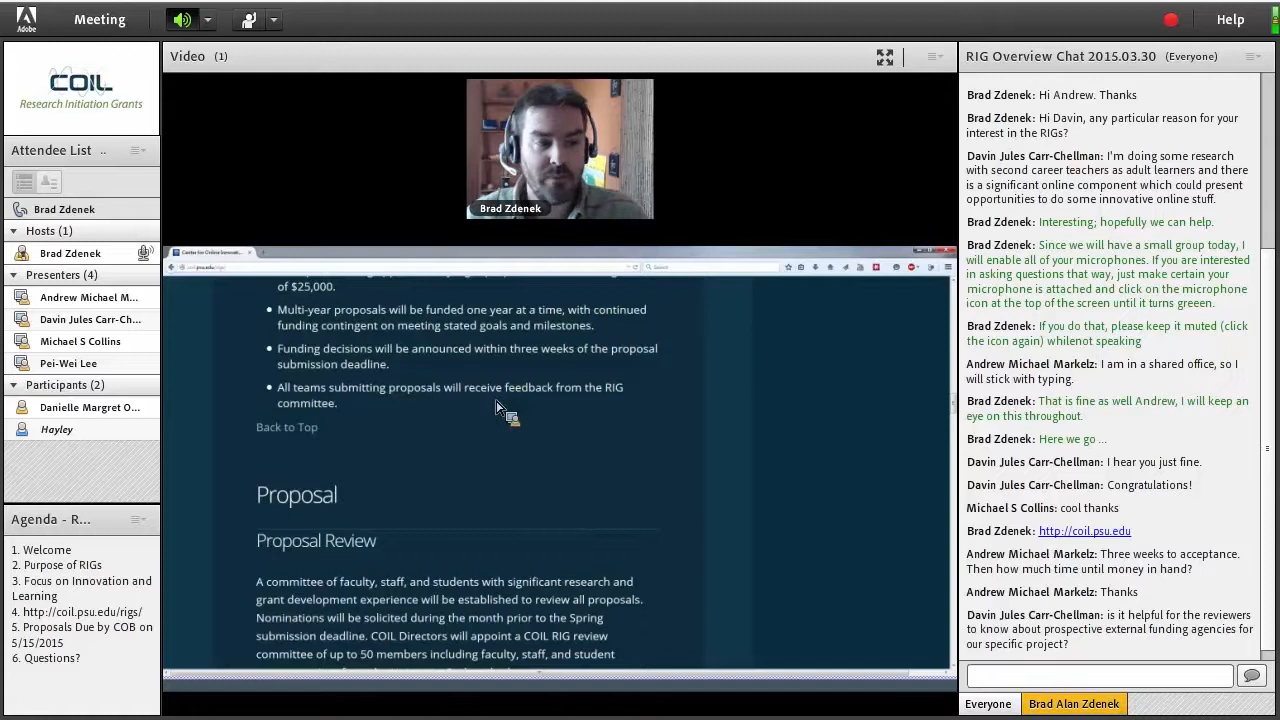 Adobe
Meeting
Help
COIL
Research Initiation Grants
Attendee List ..
Brad Zdenek
Hosts (1)
Brad Zdenek
Presenters (4)
Andrew Michael M...
Davin Jules Carr-Ch...
Michael S Collins
Pei-Wei Lee
Participants (2)
Danielle Margret O...
Hayley
Agenda - R...
1. Welcome
2. Purpose of RIGs
3. Focus on Innovation and
Learning
4. http://coil.psu.edu/rigs/
5. Proposals Due by COB on
5/15/2015
6. Questions?
Video (1)
Brad Zdenek
Center for Online Innovati...
coil.psu.edu/rigs/
Search
of $25,000.
• Multi-year proposals will be funded one year at a time, with continued
funding contingent on meeting stated goals and milestones.
• Funding decisions will be announced within three weeks of the proposal
submission deadline.
• All teams submitting proposals will receive feedback from the RIG
committee.
Back to Top
Proposal
Proposal Review
A committee of faculty, staff, and students with significant research and
grant development experience will be established to review all proposals.
Nominations will be solicited during the month prior to the Spring
submission deadline. COIL Directors will appoint a COIL RIG review
committee of up to 50 members including faculty, staff, and student
RIG Overview Chat 2015.03.30 (Everyone)
Brad Zdenek: Hi Andrew. Thanks
Brad Zdenek: Hi Davin, any particular reason for your
interest in the RIGs?
Davin Jules Carr-Chellman: I'm doing some research
with second career teachers as adult learners and there
is a significant online component which could present
opportunities to do some innovative online stuff.
Brad Zdenek: Interesting; hopefully we can help.
Brad Zdenek: Since we will have a small group today, I
will enable all of your microphones. If you are interested
in asking questions that way, just make certain your
microphone is attached and click on the microphone
icon at the top of the screen until it turns greeen.
Brad Zdenek: If you do that, please keep it muted (click
the icon again) whilenot speaking
Andrew Michael Markelz: I am in a shared office, so I
will stick with typing.
Brad Zdenek: That is fine as well Andrew, I will keep an
eye on this throughout.
Brad Zdenek: Here we go ...
Davin Jules Carr-Chellman: I hear you just fine.
Davin Jules Carr-Chellman: Congratulations!
Michael S Collins: cool thanks
Brad Zdenek: http://coil.psu.edu
Andrew Michael Markelz: Three weeks to acceptance.
Then how much time until money in hand?
Andrew Michael Markelz: Thanks
Davin Jules Carr-Chellman: is it helpful for the reviewers
to know about prospective external funding agencies for
our specific project?
Everyone
Brad Alan Zdenek